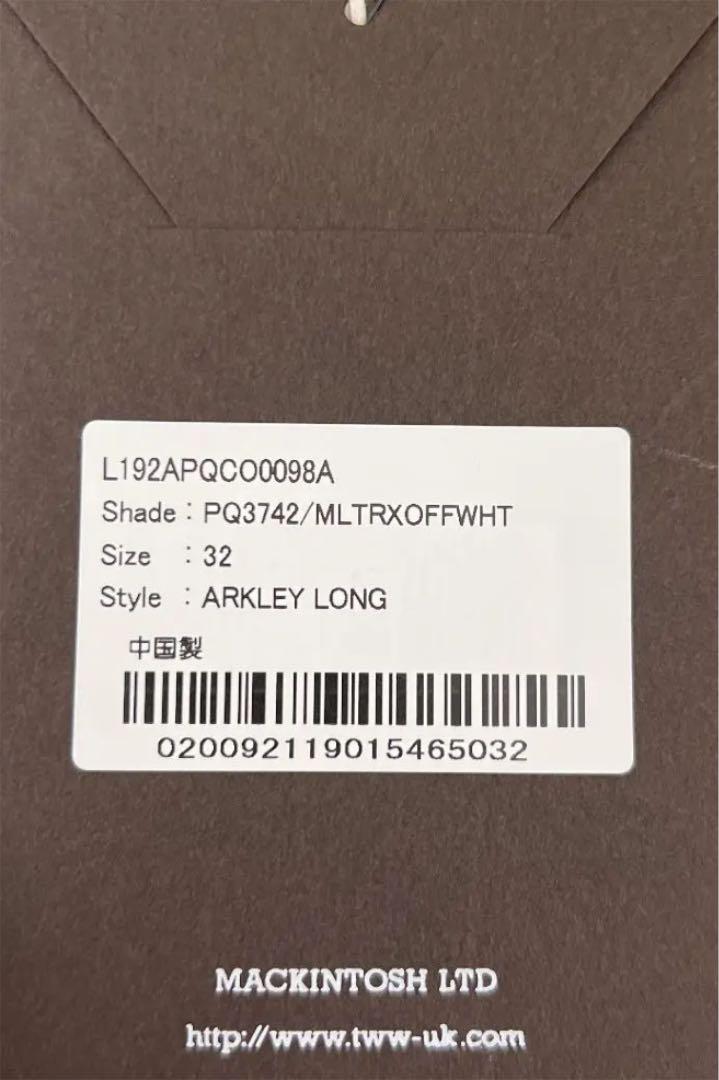 L192APQCO0098A
Shade : PQ3742/MLTRXOFFWHT
Size : 32
Style : ARKLEY LONG
中国製
020092119015465032
MACKINTOSH LTD
http://www.tww-uk.com